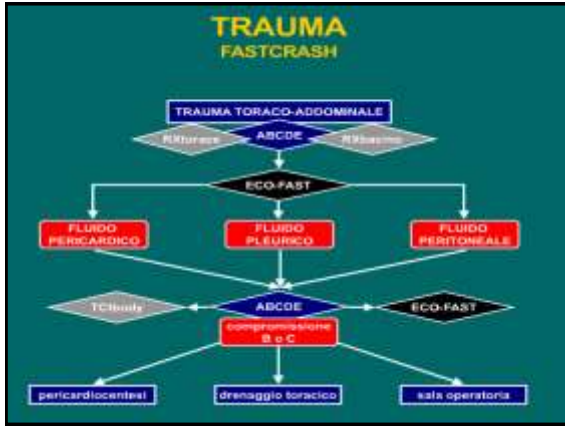 TRAUMA
FASTCRASH
TRAUMA TORACO-ADDOMINALE
RXtorace
ABCDE
RXbacino
ECO-FAST
FLUIDO
PERICARDICO
FLUIDO
PLEURICO
FLUIDO
PERITONEALE
TCtbody
ABCDE
ECO-FAST
compromissione
B o C
pericardiocentesi
drenaggio toracico
sala operatoria